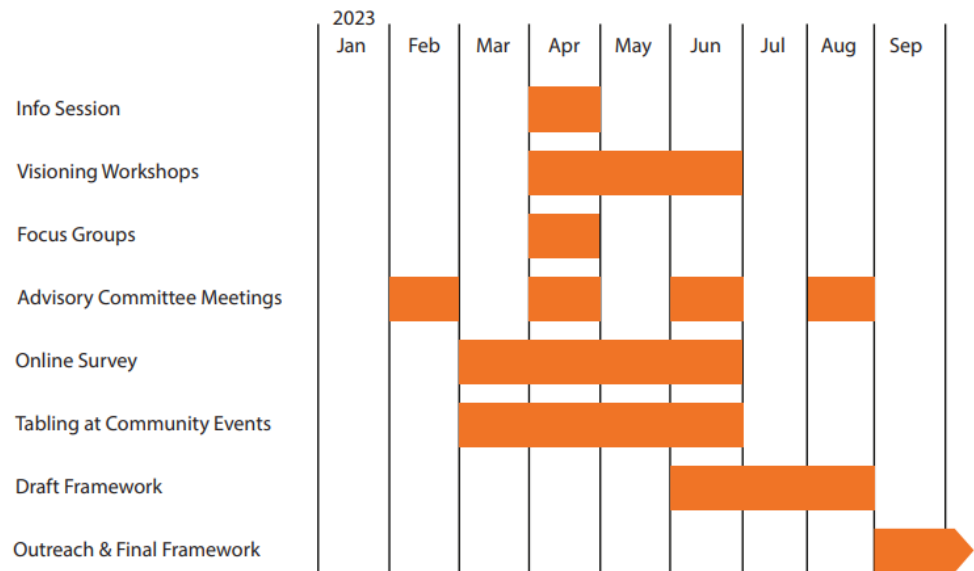 2023
Jan Feb Mar Apr May Jun Jul Aug Sep
Info Session
Visioning Workshops
Focus Groups
Advisory Committee Meetings
Online Survey
Tabling at Community Events
Draft Framework
Outreach & Final Framework